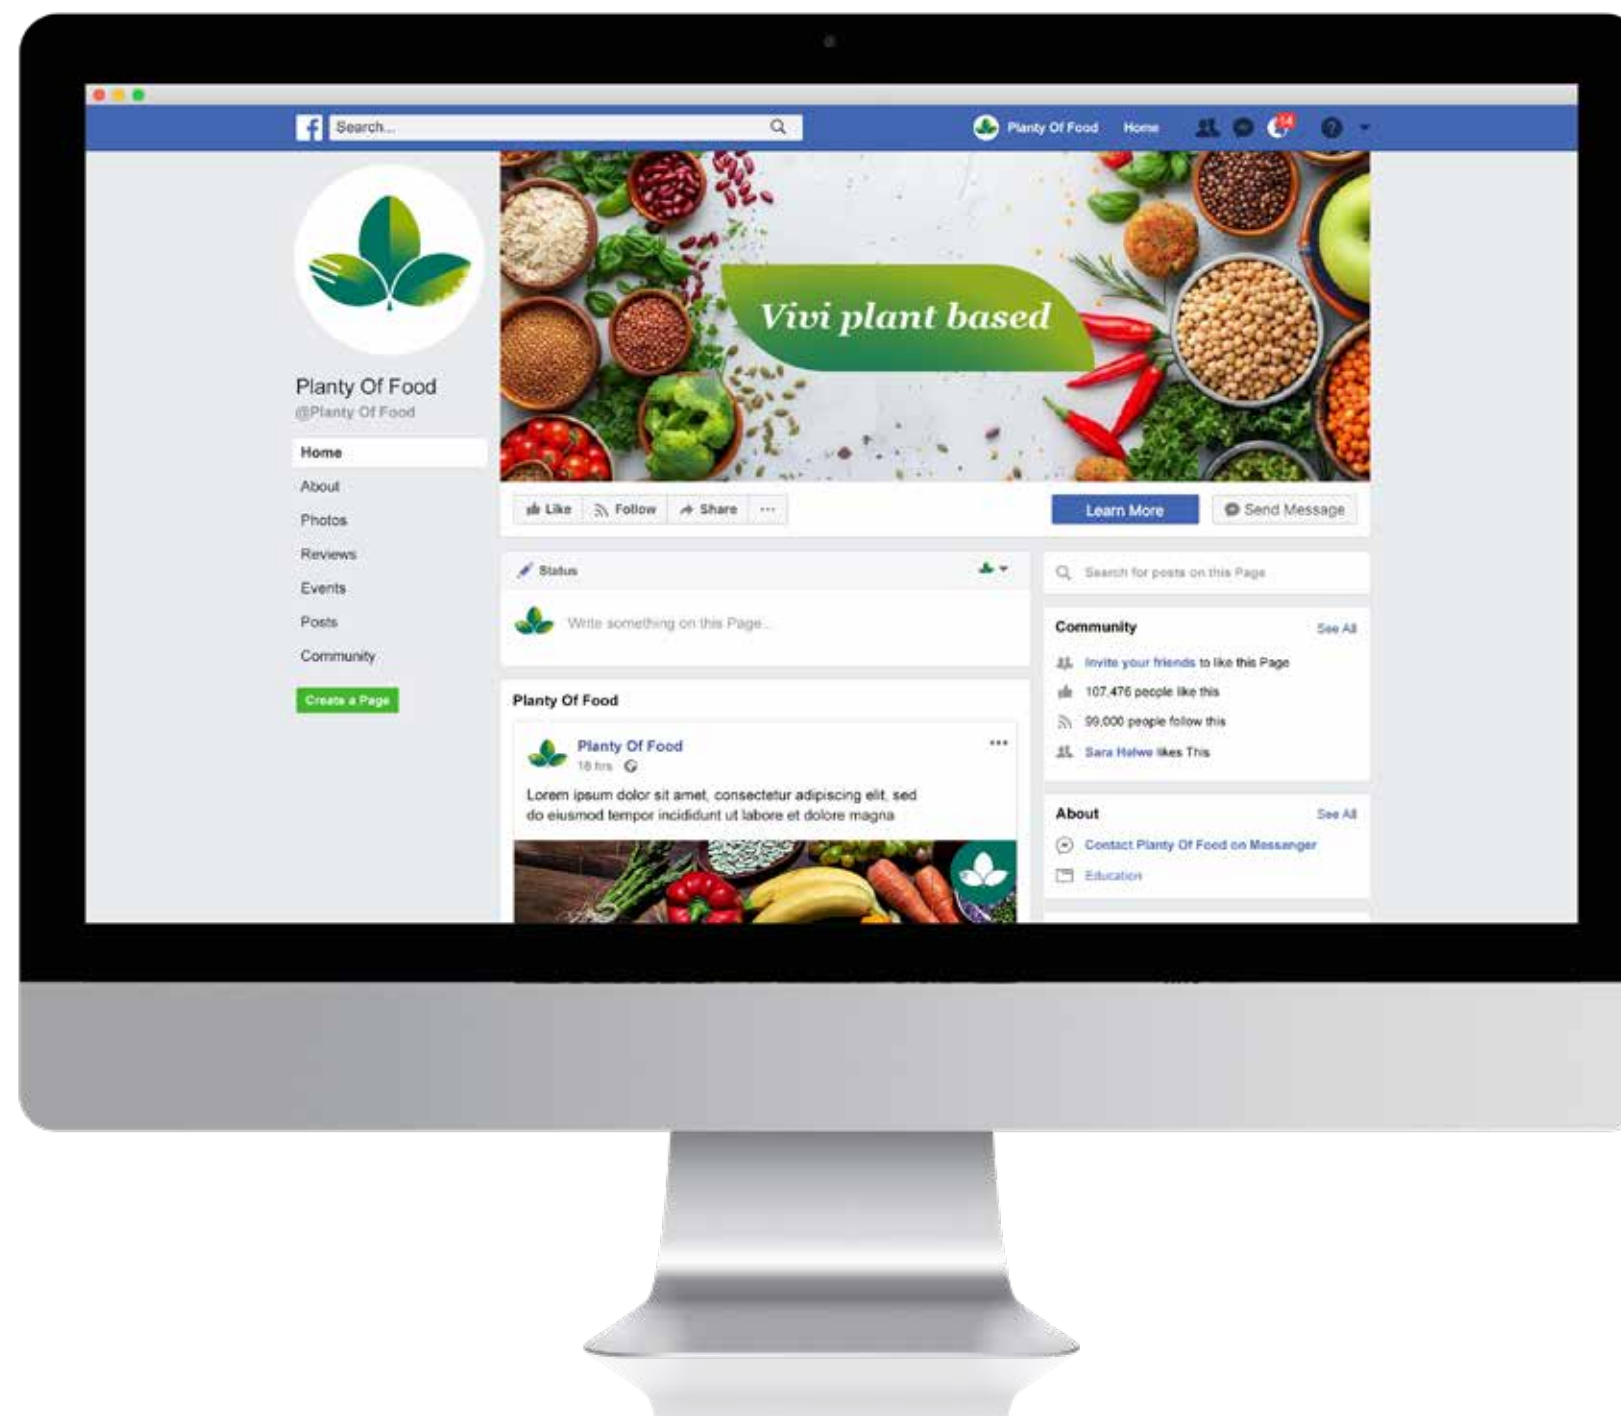 Search...
Planty Of Food
Home
14
Vivi plant based
Planty Of Food
@Planty Of Food
Home
About
Photos
Reviews
Events
Posts
Community
Create a Page
Like
Follow
Share
Learn More
Send Message
Status
Write something on this Page...
Planty Of Food
Planty Of Food
16 hrs
Lorem ipsum dolor sit amet, consectetur adipiscing elit, sed
do eiusmod tempor incididunt ut labore et dolore magna
Search for posts on this Page
Community
See All
Invite your friends to like this Page
107,476 people like this
99,000 people follow this
Sara Helwe likes This
About
See All
Contact Planty Of Food on Messanger
Education